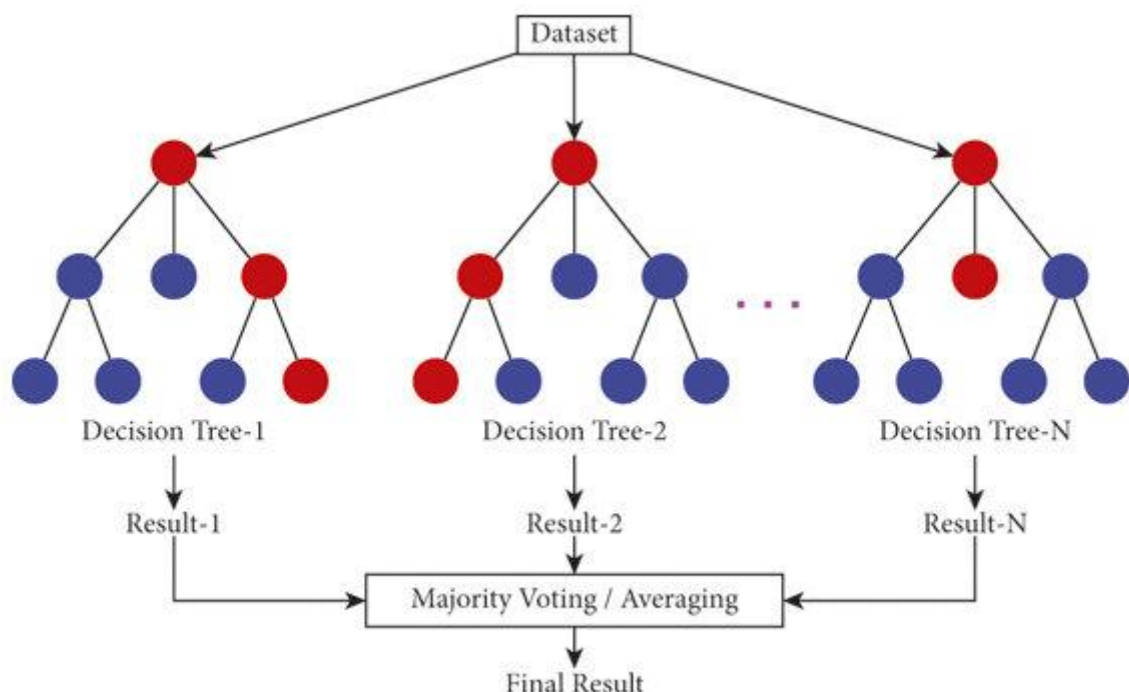 Dataset
Decision Tree-1
Decision Tree-2
Decision Tree-N
Result-1
Result-2
Result-N
Majority Voting / Averaging
Final Result